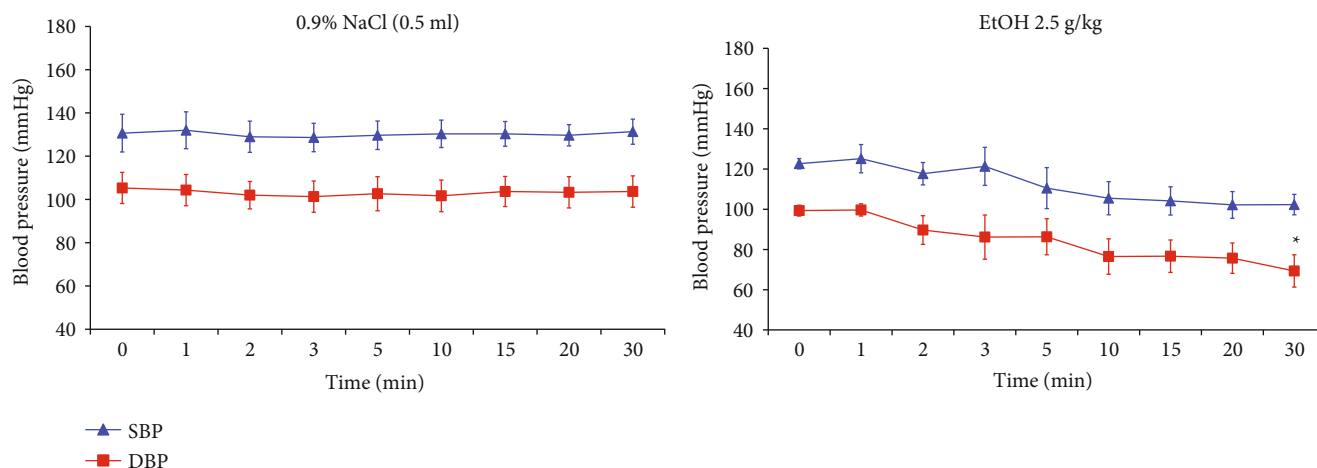 0.9% NaCl (0.5 ml)
180
160
140
120
100
80
60
40
Blood pressure (mmHg)
0 1 2 3 5 10 15 20 30
Time (min)
SBP
DBP
EtOH 2.5 g/kg
180
160
140
120
100
80
60
40
Blood pressure (mmHg)
*
0 1 2 3 5 10 15 20 30
Time (min)